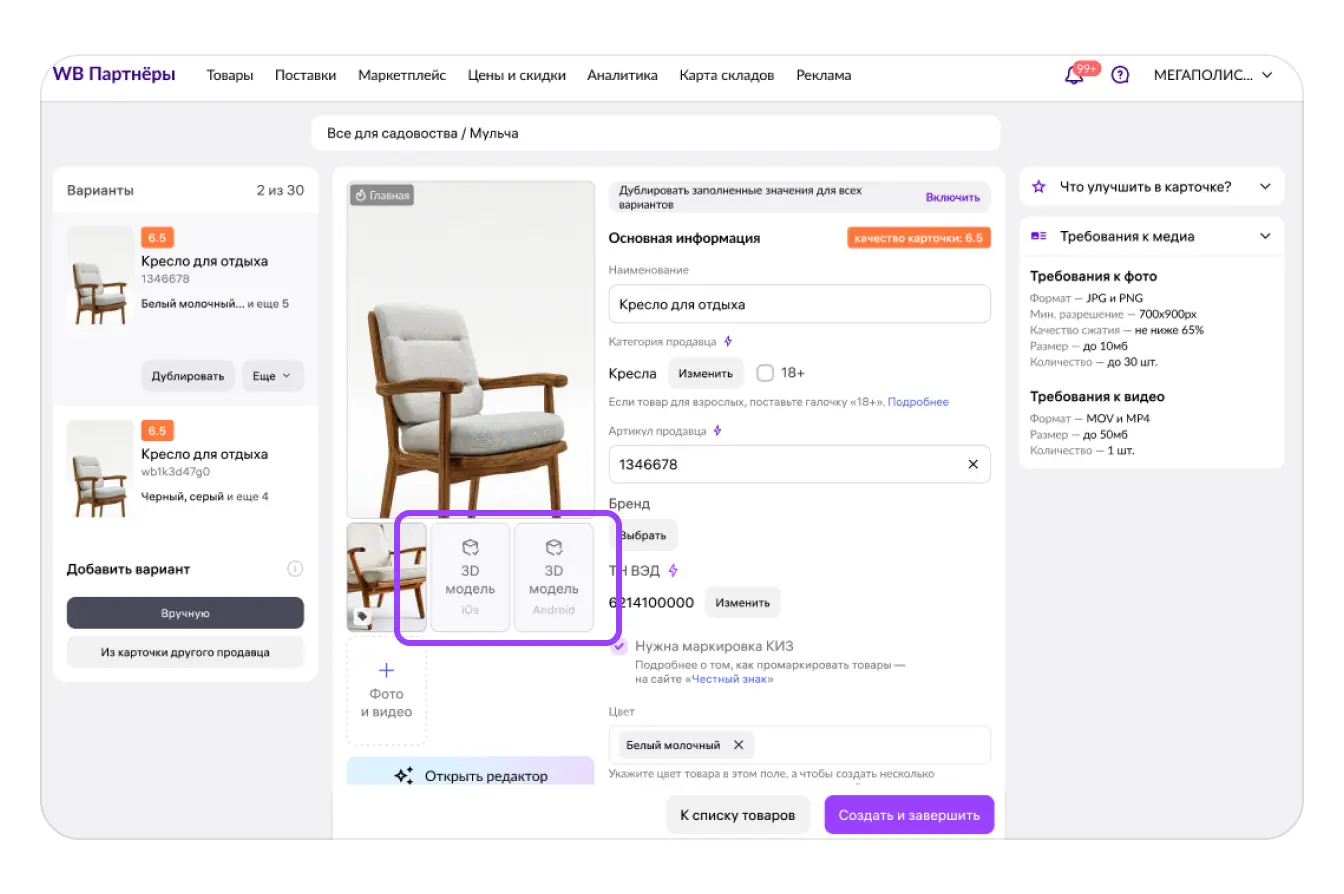 WB Партнёры
Товары
Поставки
Маркетплейс
Цены и скидки
Аналитика
Карта складов
Реклама
99+
МЕГАПОЛИС...
Все для садовоства / Мульча
Варианты
2 из 30
6.5
Кресло для отдыха
1346678
Белый молочный... и еще 5
Дублировать
Еще
6.5
Кресло для отдыха
wb1k3d47g0
Черный, серый и еще 4
Добавить вариант
Вручную
Из карточки другого продавца
Главная
3D
модель
iOs
3D
модель
Android
Фото
и видео
Открыть редактор
Дублировать заполненные значения для всех
вариантов
Включить
Основная информация
качество карточки: 6.5
Наименование
Кресло для отдыха
Категория продавца
Кресла
Изменить
18+
Если товар для взрослых, поставьте галочку «18+». Подробнее
Артикул продавца
1346678
Бренд
Выбрать
ТН ВЭД
6214100000
Изменить
Нужна маркировка КИЗ
Подробнее о том, как промаркировать товары —
на сайте «Честный знак»
Цвет
Белый молочный
Укажите цвет товара в этом поле, а чтобы создать несколько
К списку товаров
Создать и завершить
Что улучшить в карточке?
Требования к медиа
Требования к фото
Формат — JPG и PNG
Мин. разрешение — 700x900px
Качество сжатия — не ниже 65%
Размер — до 10мб
Количество — до 30 шт.
Требования к видео
Формат — MOV и MP4
Размер — до 50мб
Количество — 1 шт.